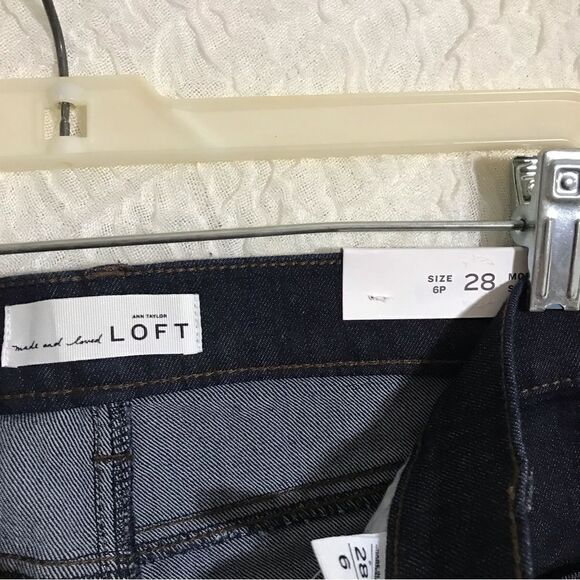 ANN TAYLOR
made and loved LOFT
SIZE 28
6P
28
6